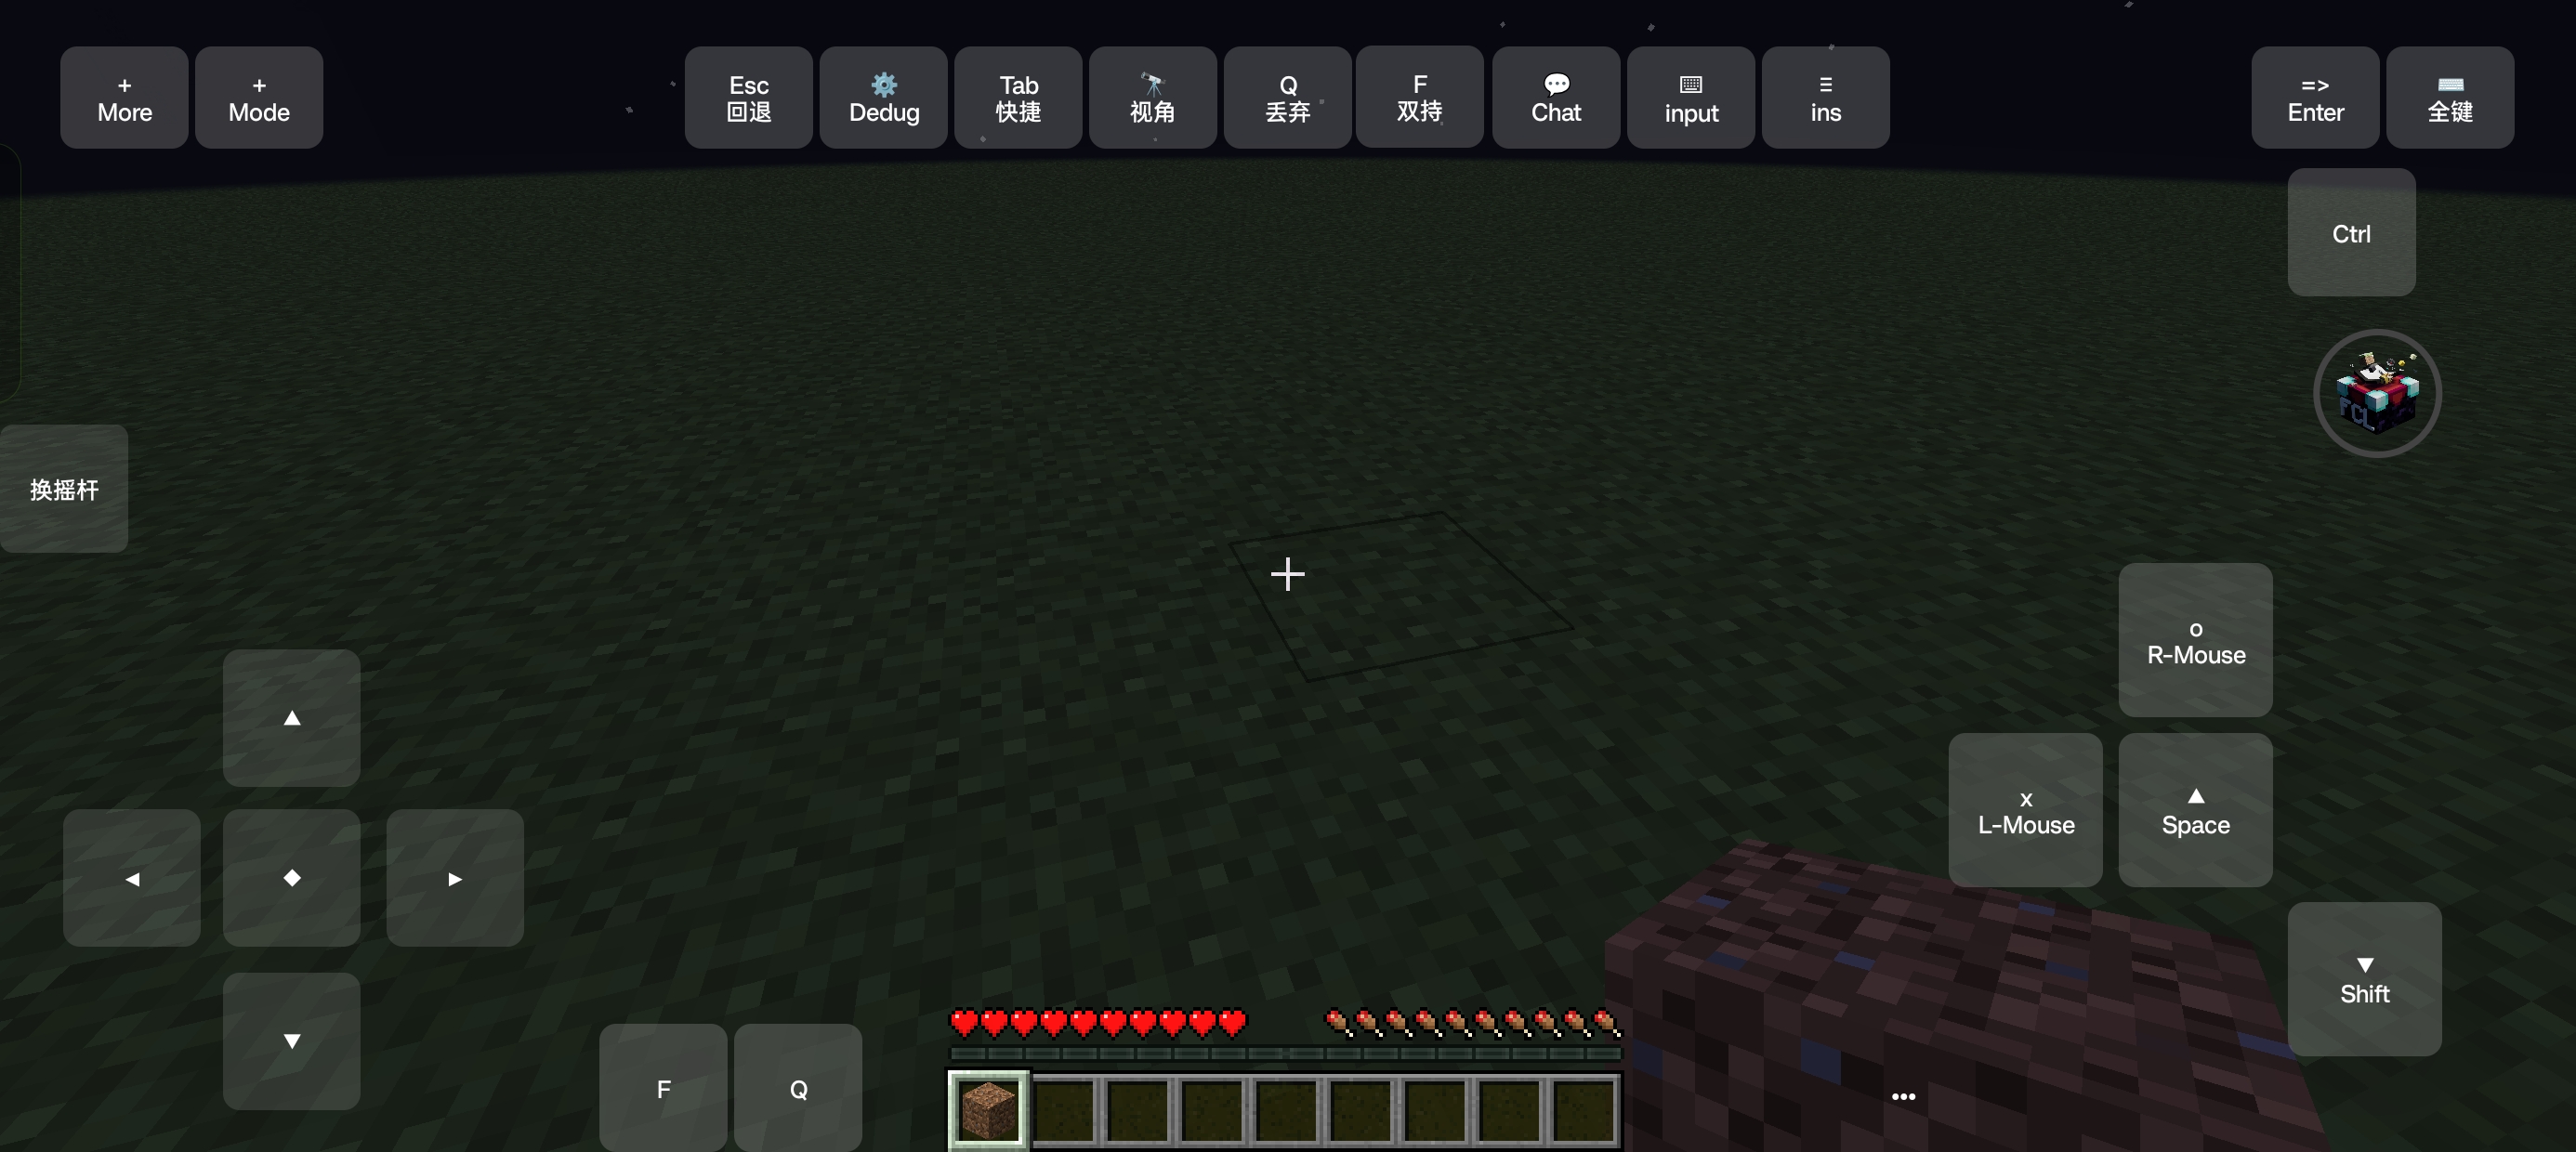 +
More
+
Mode
Esc
回退
Dedug
Tab
快捷
视角
Q
丢弃
F
双持
Chat
input
ins
=>
Enter
全键
Ctrl
FCL
换摇杆
o
R-Mouse
x
L-Mouse
Space
Shift
F
Q
...